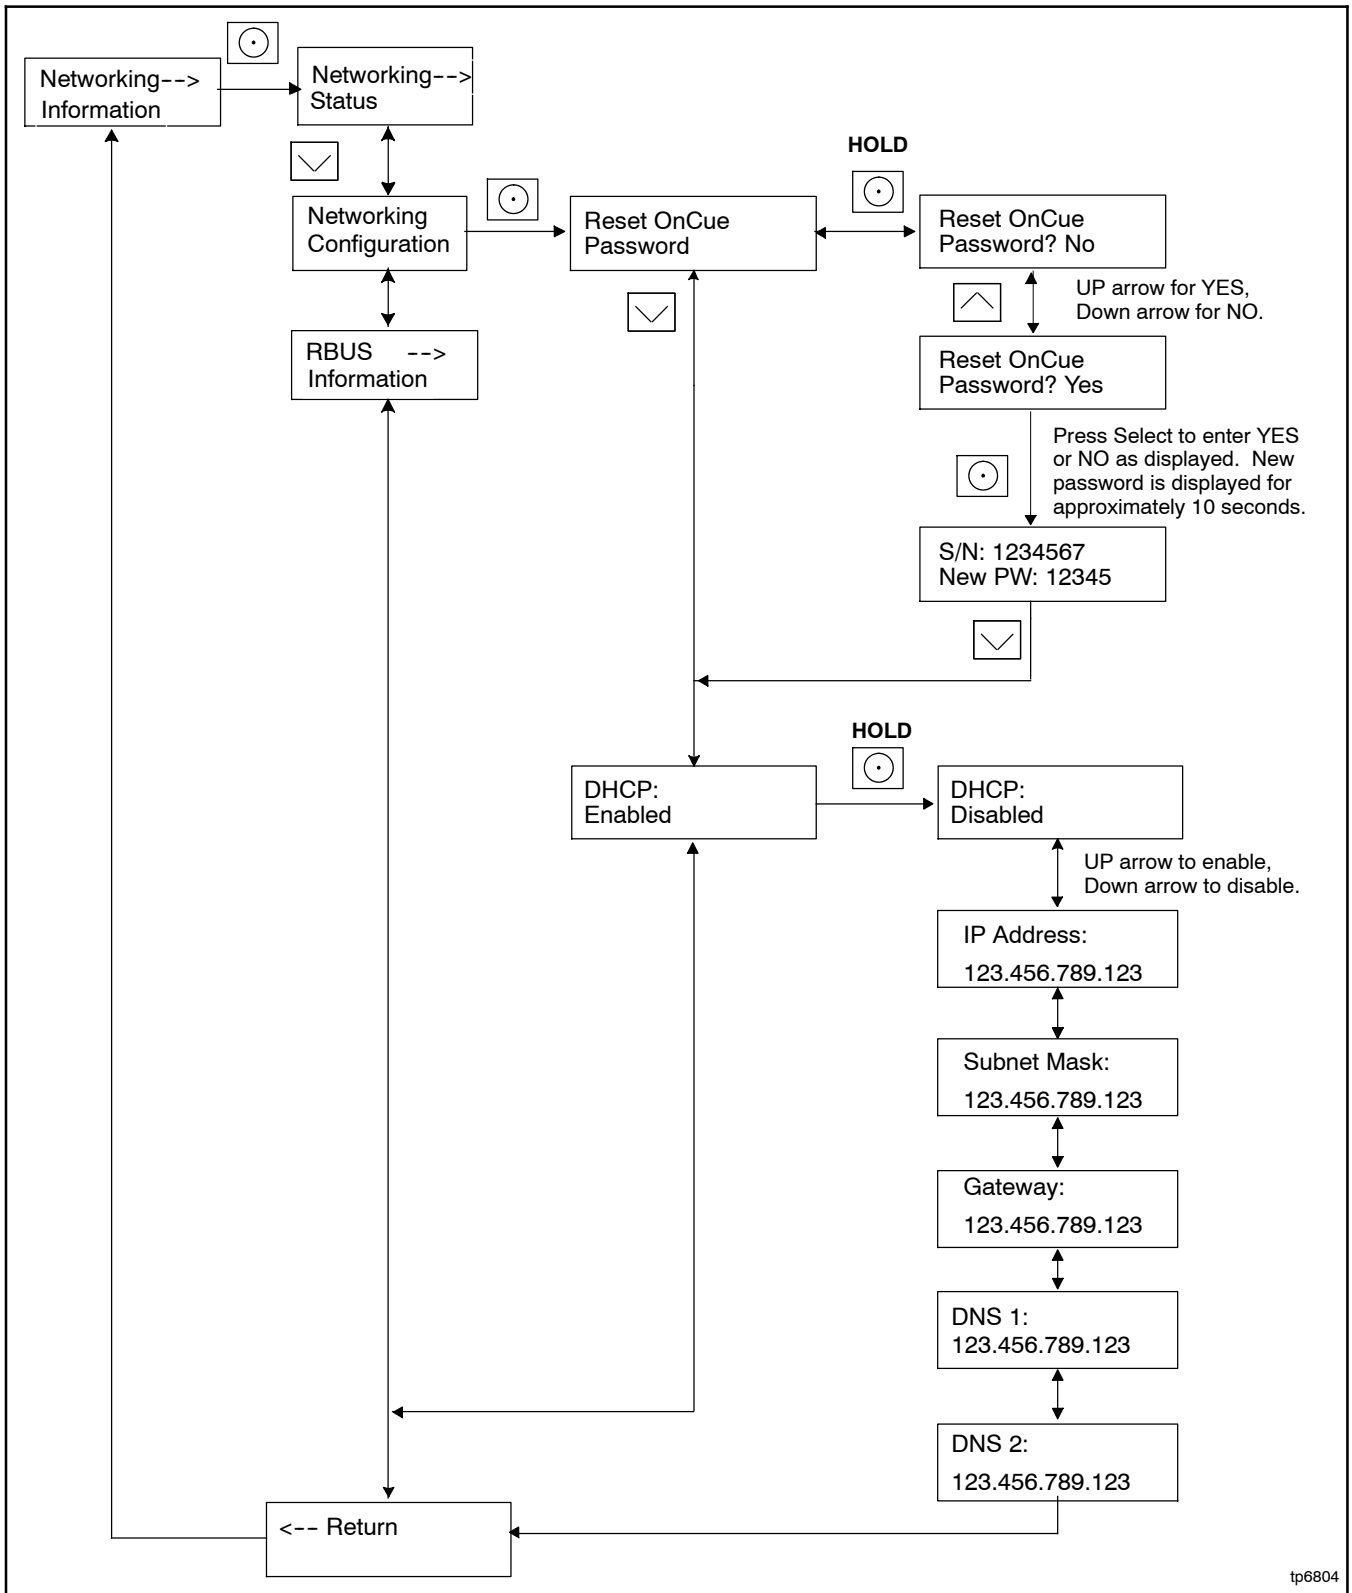 Networking-->
Information
Networking-->
Status
HOLD
Networking
Configuration
Reset OnCue
Password
Reset OnCue
Password? No
UP arrow for YES,
Down arrow for NO.
RBUS -->
Information
Reset OnCue
Password? Yes
Press Select to enter YES
or NO as displayed. New
password is displayed for
approximately 10 seconds.
S/N: 1234567
New PW: 12345
HOLD
DHCP:
Enabled
DHCP:
Disabled
UP arrow to enable,
Down arrow to disable.
IP Address:
123.456.789.123
Subnet Mask:
123.456.789.123
Gateway:
123.456.789.123
DNS 1:
123.456.789.123
DNS 2:
123.456.789.123
<-- Return
tp6804